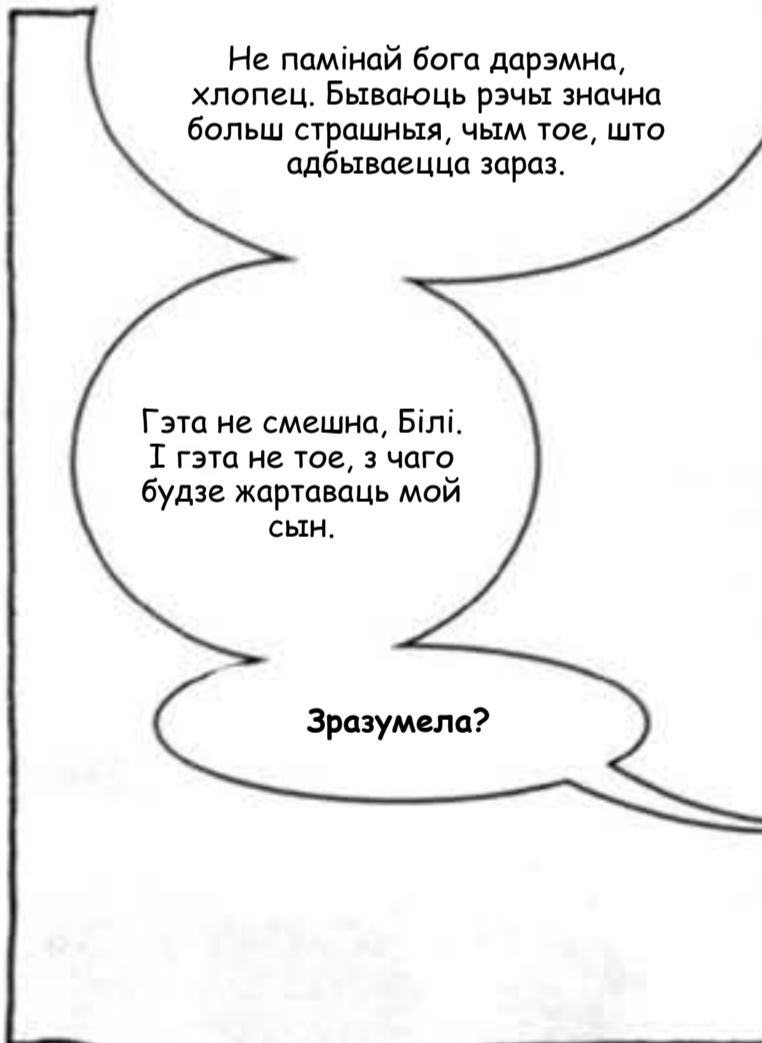 Не памінай бога дарэмна,
хлопец. Бываюць рэчы значна
больш страшныя, чым тое, што
адбываецца зараз.
Гэта не смешна, Білі.
І гэта не тое, з чаго
будзе жартаваць мой
сын.
Зразумела?